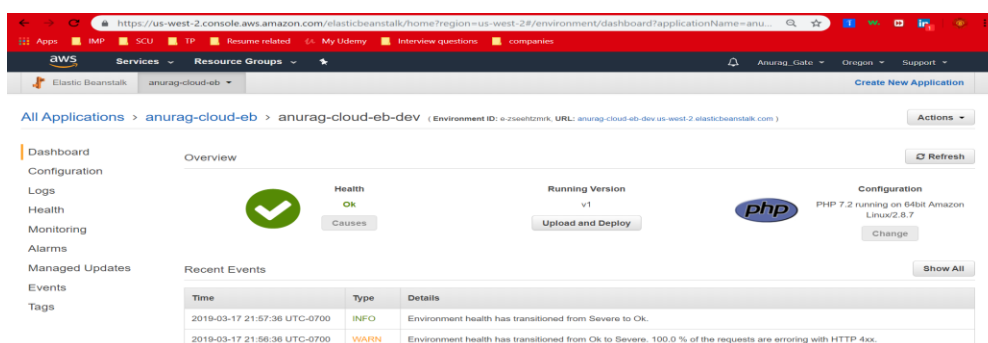 https://us-west-2.console.aws.amazon.com/elasticbeanstalk/home?region=us-west-2#/environment/dashboard?applicationName=anu...
Apps IMP SCU TP Resume related My Udemy Interview questions companies
aws Services Resource Groups Anurag_Gate Oregon Support
Elastic Beanstalk anurag-cloud-eb Create New Application
All Applications > anurag-cloud-eb > anurag-cloud-eb-dev ( Environment ID: e-zseehtzmrk, URL: anurag-cloud-eb-dev.us-west-2.elasticbeanstalk.com ) Actions
Dashboard
Overview Refresh
Configuration
Logs
Health
Monitoring
Alarms
Managed Updates
Events
Tags
Health
Ok
Causes
Running Version
v1
Upload and Deploy
php
Configuration
PHP 7.2 running on 64bit Amazon
Linux/2.8.7
Change
Recent Events Show All
Time Type Details
2019-03-17 21:57:36 UTC-0700 INFO Environment health has transitioned from Severe to Ok.
2019-03-17 21:56:36 UTC-0700 WARN Environment health has transitioned from Ok to Severe. 100.0 % of the requests are erroring with HTTP 4xx.